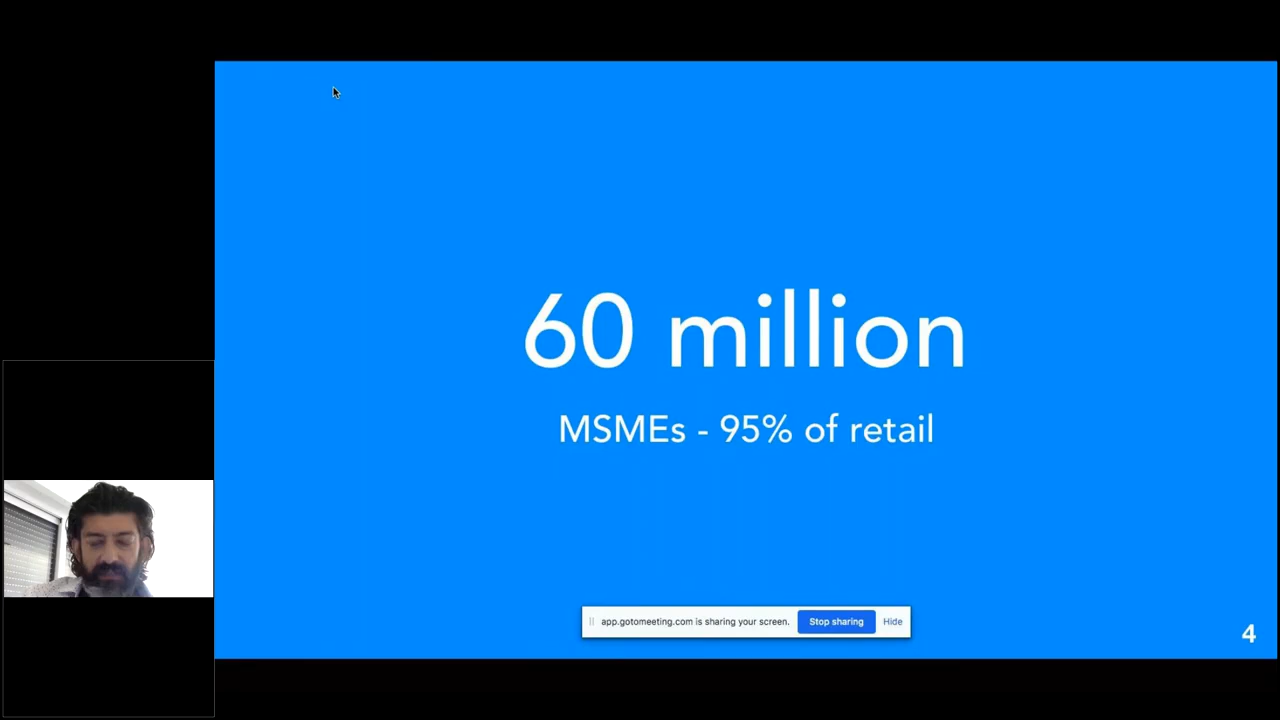 60 million
MSMEs - 95% of retail
app.gotomeeting.com is sharing your screen. Stop sharing Hide
4